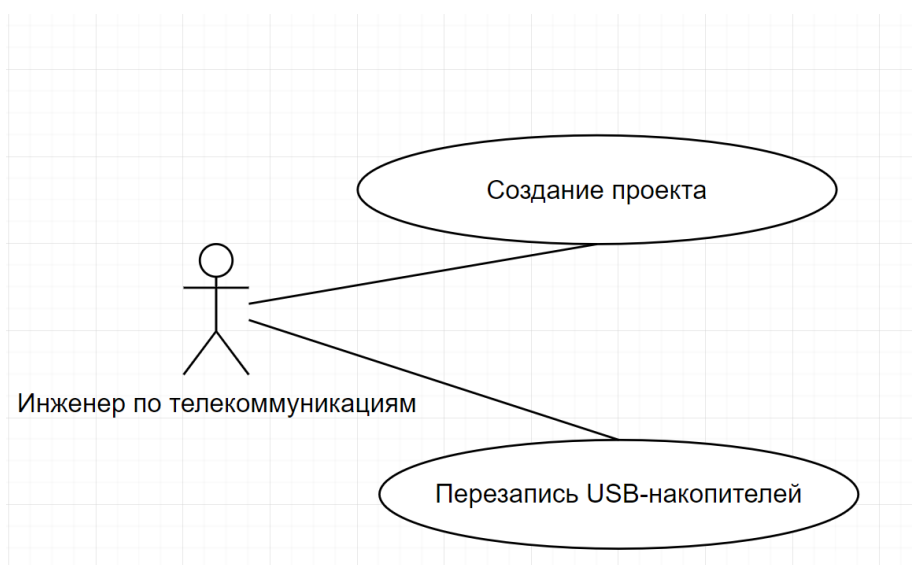 Создание проекта
Инженер по телекоммуникациям
Перезапись USB-накопителей